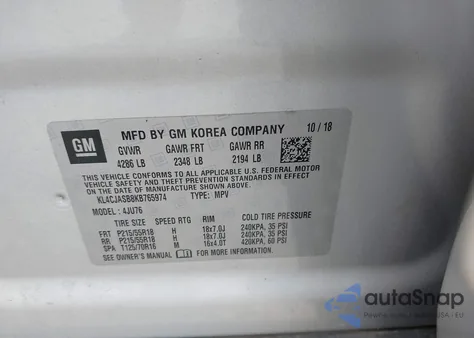 GM
MFD BY GM KOREA COMPANY 10 / 18
GVWR GAWR FRT GAWR RR
4286 LB 2348 LB 2194 LB
THIS VEHICLE CONFORMS TO ALL APPLICABLE U.S. FEDERAL MOTOR
VEHICLE SAFETY, BUMPER, AND THEFT PREVENTION STANDARDS IN
EFFECT ON THE DATE OF MANUFACTURE SHOWN ABOVE.
KL4CJASB8KB765974 TYPE: MPV
MODEL: 4JU76
TIRE SIZE SPEED RTG RIM COLD TIRE PRESSURE
FRT P215/55R18 H 18x7.0J 240KPA, 35 PSI
RR P215/55R18 H 18x7.0J 240KPA, 35 PSI
SPA T125/70R16 M 16x4.0T 420KPA, 60 PSI
SEE OWNER'S MANUAL FOR MORE INFORMATION.
autoSnap